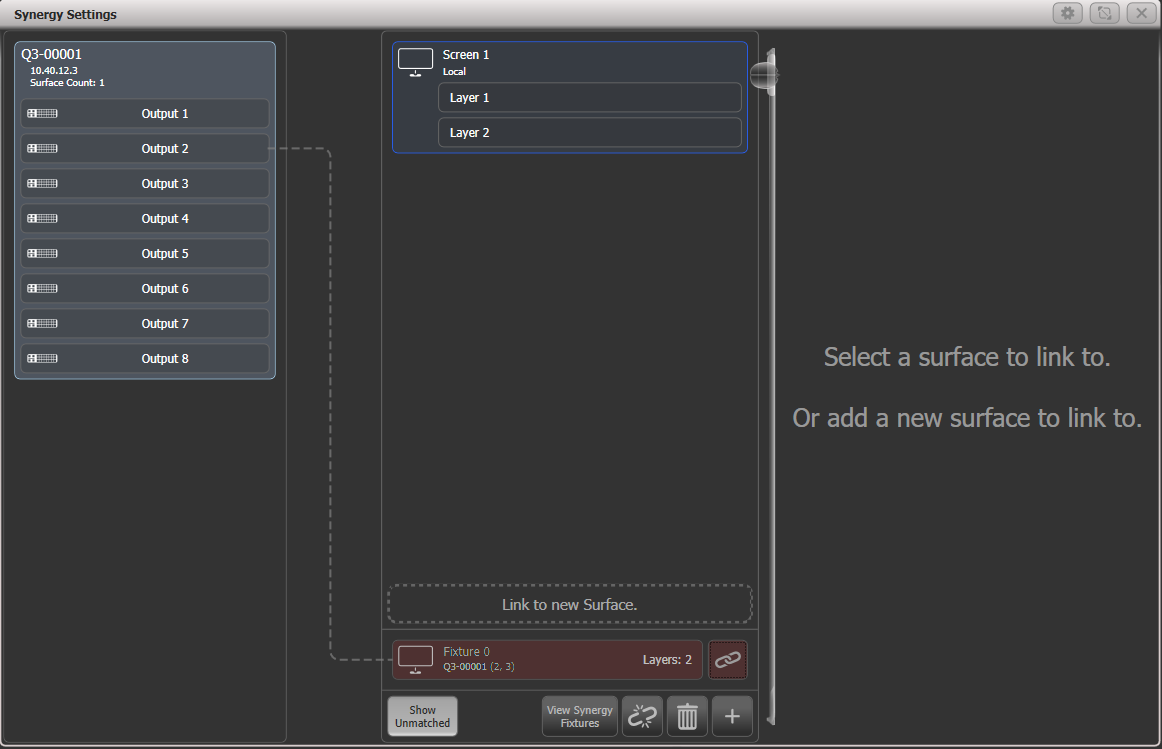 Synergy Settings
Q3-00001
10.40.12.3
Surface Count: 1
Output 1
Output 2
Output 3
Output 4
Output 5
Output 6
Output 7
Output 8
Screen 1
Local
Layer 1
Layer 2
Link to new Surface.
Fixture 0
Q3-00001 (2, 3)
Layers: 2
Show
Unmatched
View Synergy
Fixtures
Select a surface to link to.
Or add a new surface to link to.